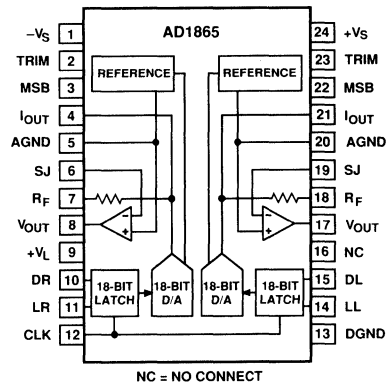 AD1865
−VS 1
TRIM 2
MSB 3
IOUT 4
AGND 5
SJ 6
RF 7
VOUT 8
+VL 9
DR 10
LR 11
CLK 12
24 +VS
23 TRIM
22 MSB
21 IOUT
20 AGND
19 SJ
18 RF
17 VOUT
16 NC
15 DL
14 LL
13 DGND
REFERENCE
REFERENCE
−
+
−
+
18-BIT
LATCH
18-BIT
D/A
18-BIT
D/A
18-BIT
LATCH
NC = NO CONNECT